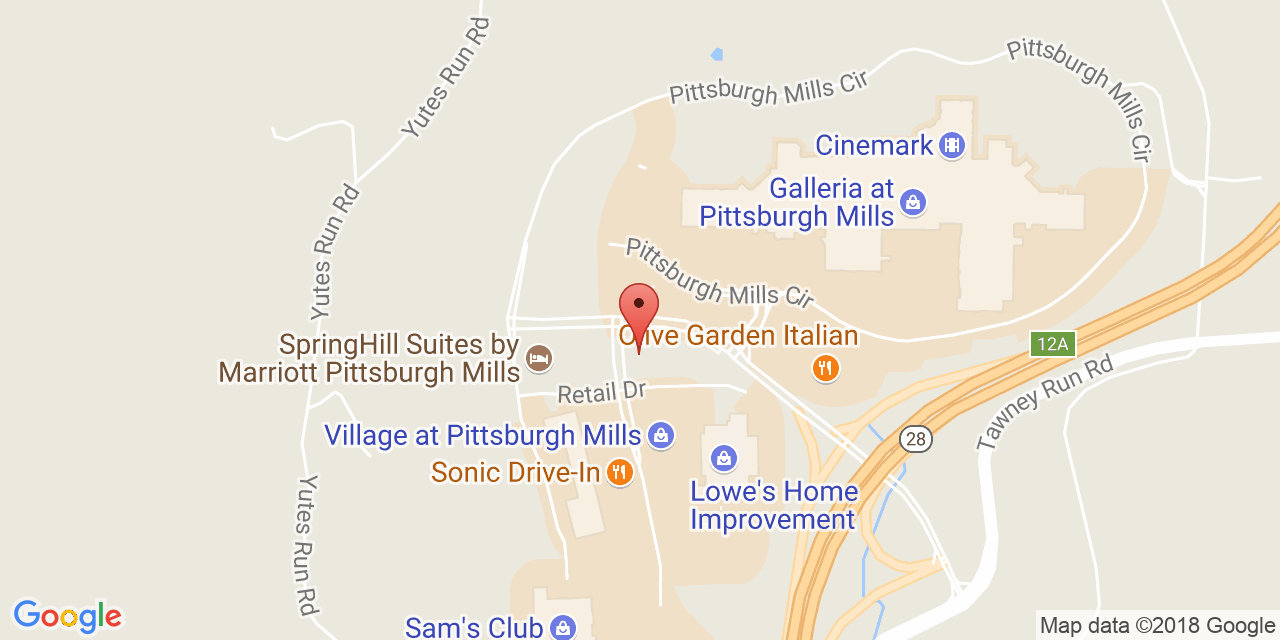 Yutes Run Rd
Pittsburgh Mills Cir
Pittsburgh Mills Cir
Cinemark
Galleria at
Pittsburgh Mills
Yutes Run Rd
Pittsburgh Mills Cir
Olive Garden Italian
SpringHill Suites by
Marriott Pittsburgh Mills
12A
Tawney Run Rd
Retail Dr
Village at Pittsburgh Mills
28
Sonic Drive-In
Lowe's Home
Improvement
Yutes Run Rd
Google
Sam's Club
Map data ©2018 Google